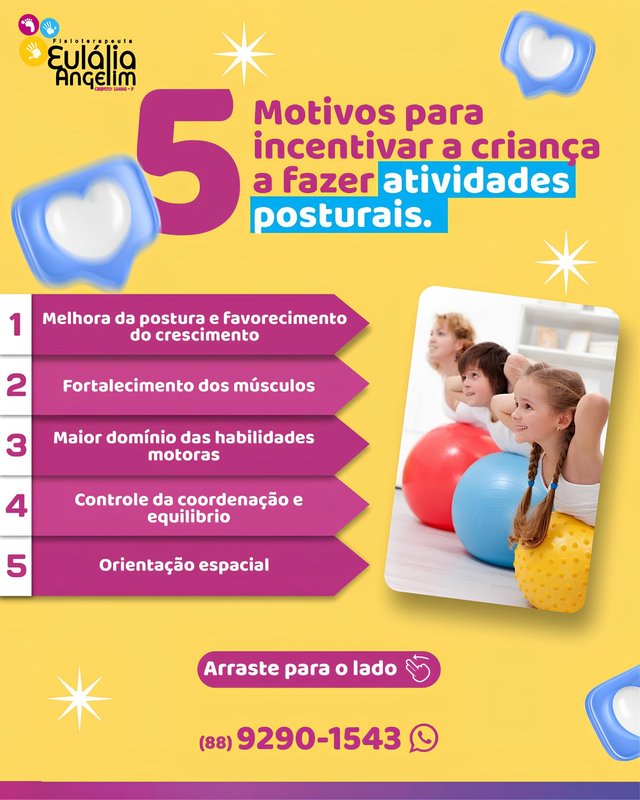 Fisioterapeuta
Eulália
Angelim
5
Motivos para
incentivar a criança
a fazer atividades
posturais.
1
Melhora da postura e favorecimento
do crescimento
2
Fortalecimento dos músculos
3
Maior domínio das habilidades
motoras
4
Controle da coordenação e
equilibrio
5
Orientação espacial
Arraste para o lado
(88) 9290-1543